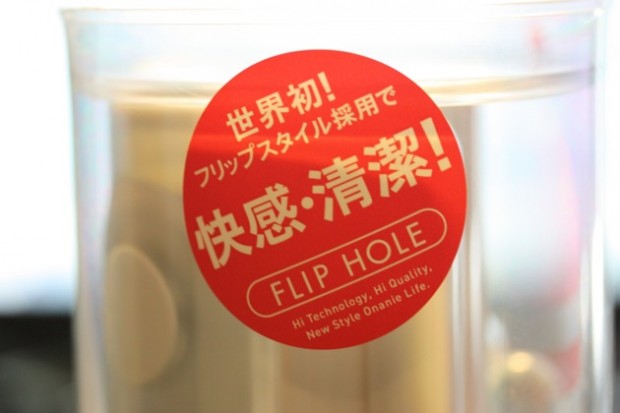 世界初!
フリップスタイル採用で
快感・清潔!
FLIP HOLE
Hi Technology, Hi Quality,
New Style Onanie Life.